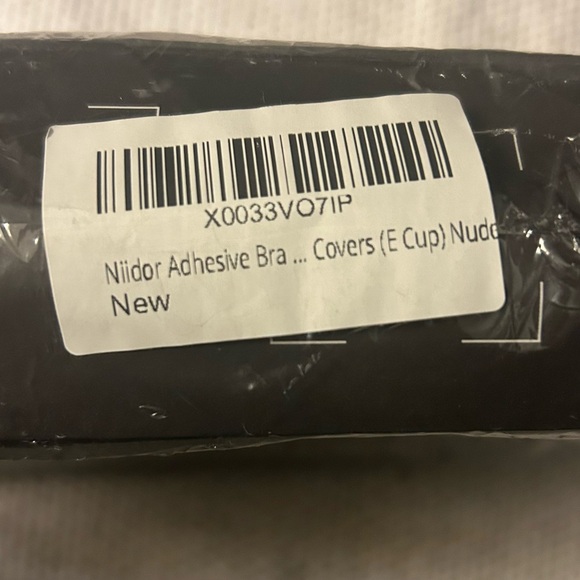 X0033VO7IP
Niidor Adhesive Bra ... Covers (E Cup) Nude
New